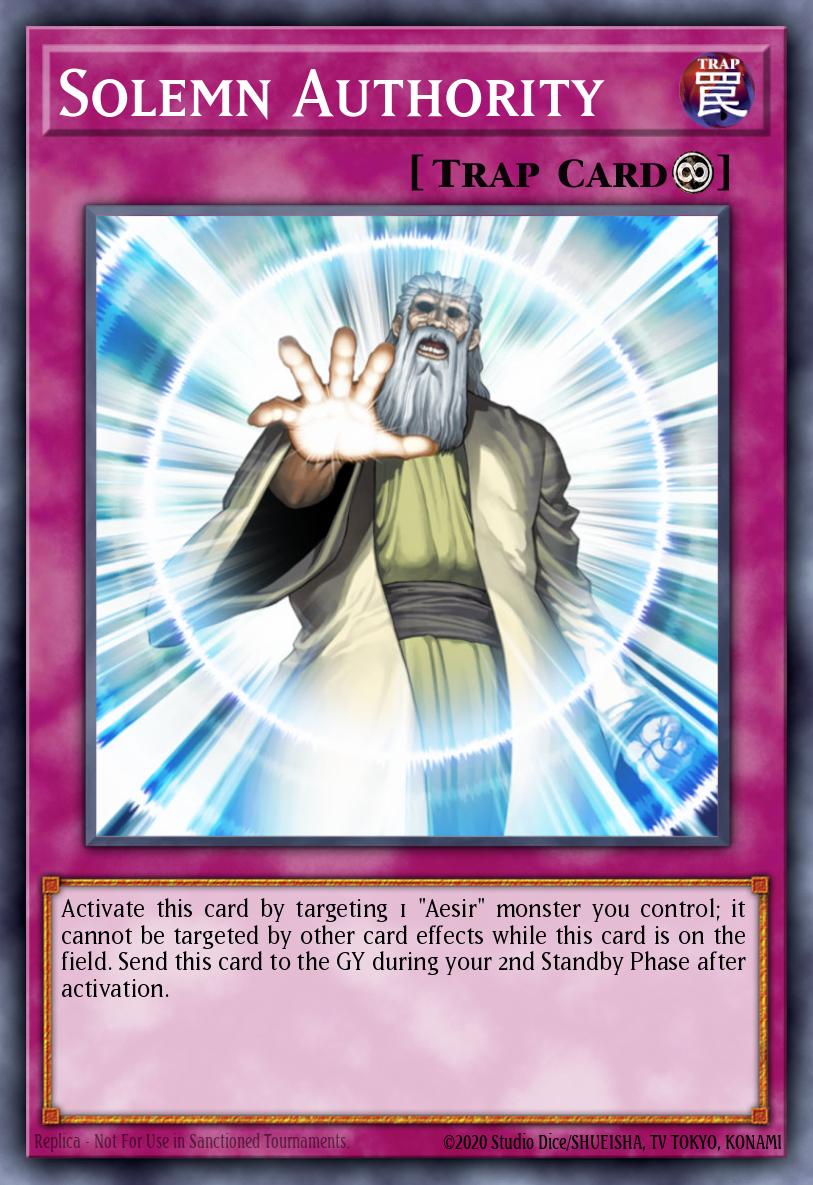 Solemn Authority
TRAP
罠
[Trap Card]
Activate this card by targeting 1 "Aesir" monster you control; it
cannot be targeted by other card effects while this card is on the
field. Send this card to the GY during your 2nd Standby Phase after
activation.
Replica - Not For Use in Sanctioned Tournaments.
©2020 Studio Dice/SHUEISHA, TV TOKYO, KONAMI